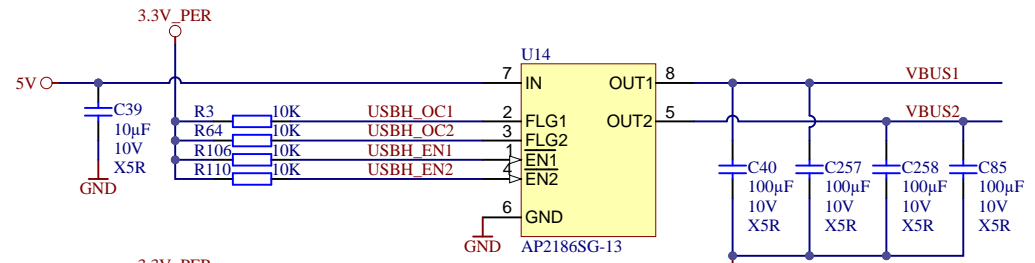 3.3V_PER
U14
5V
7 IN OUT1 8 VBUS1
C39
10µF
10V
X5R
GND
R3 10K USBH_OC1 2 FLG1 OUT2 5 VBUS2
R64 10K USBH_OC2 3 FLG2
R106 10K USBH_EN1 1 EN1
R110 10K USBH_EN2 4 EN2
6 GND
GND
AP2186SG-13
C40 C257 C258 C85
100µF 100µF 100µF 100µF
10V 10V 10V 10V
X5R X5R X5R X5R
3.3V_PER